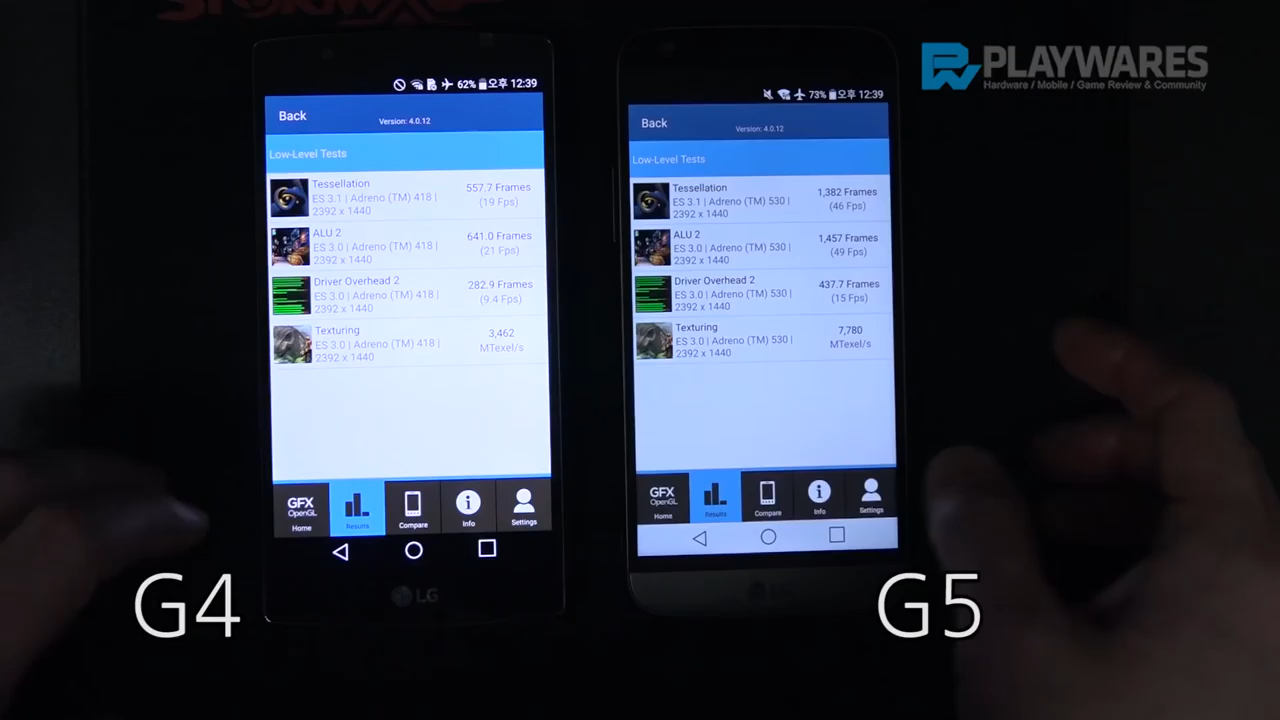 STORMX
PLAYWARES
Hardware / Mobile / Game Review & Community
62% 오후 12:39
Back
Version: 4.0.12
Low-Level Tests
Tessellation
ES 3.1 | Adreno (TM) 418 |
2392 x 1440
557.7 Frames
(19 Fps)
ALU 2
ES 3.0 | Adreno (TM) 418 |
2392 x 1440
641.0 Frames
(21 Fps)
Driver Overhead 2
ES 3.0 | Adreno (TM) 418 |
2392 x 1440
282.9 Frames
(9.4 Fps)
Texturing
ES 3.0 | Adreno (TM) 418 |
2392 x 1440
3,462
MTexel/s
GFX
OpenGL
Home
Results
Compare
Info
Settings
LG
G4
73% 오후 12:39
Back
Version: 4.0.12
Low-Level Tests
Tessellation
ES 3.1 | Adreno (TM) 530 |
2392 x 1440
1,382 Frames
(46 Fps)
ALU 2
ES 3.0 | Adreno (TM) 530 |
2392 x 1440
1,457 Frames
(49 Fps)
Driver Overhead 2
ES 3.0 | Adreno (TM) 530 |
2392 x 1440
437.7 Frames
(15 Fps)
Texturing
ES 3.0 | Adreno (TM) 530 |
2392 x 1440
7,780
MTexel/s
GFX
OpenGL
Home
Results
Compare
Info
Settings
LG
G5